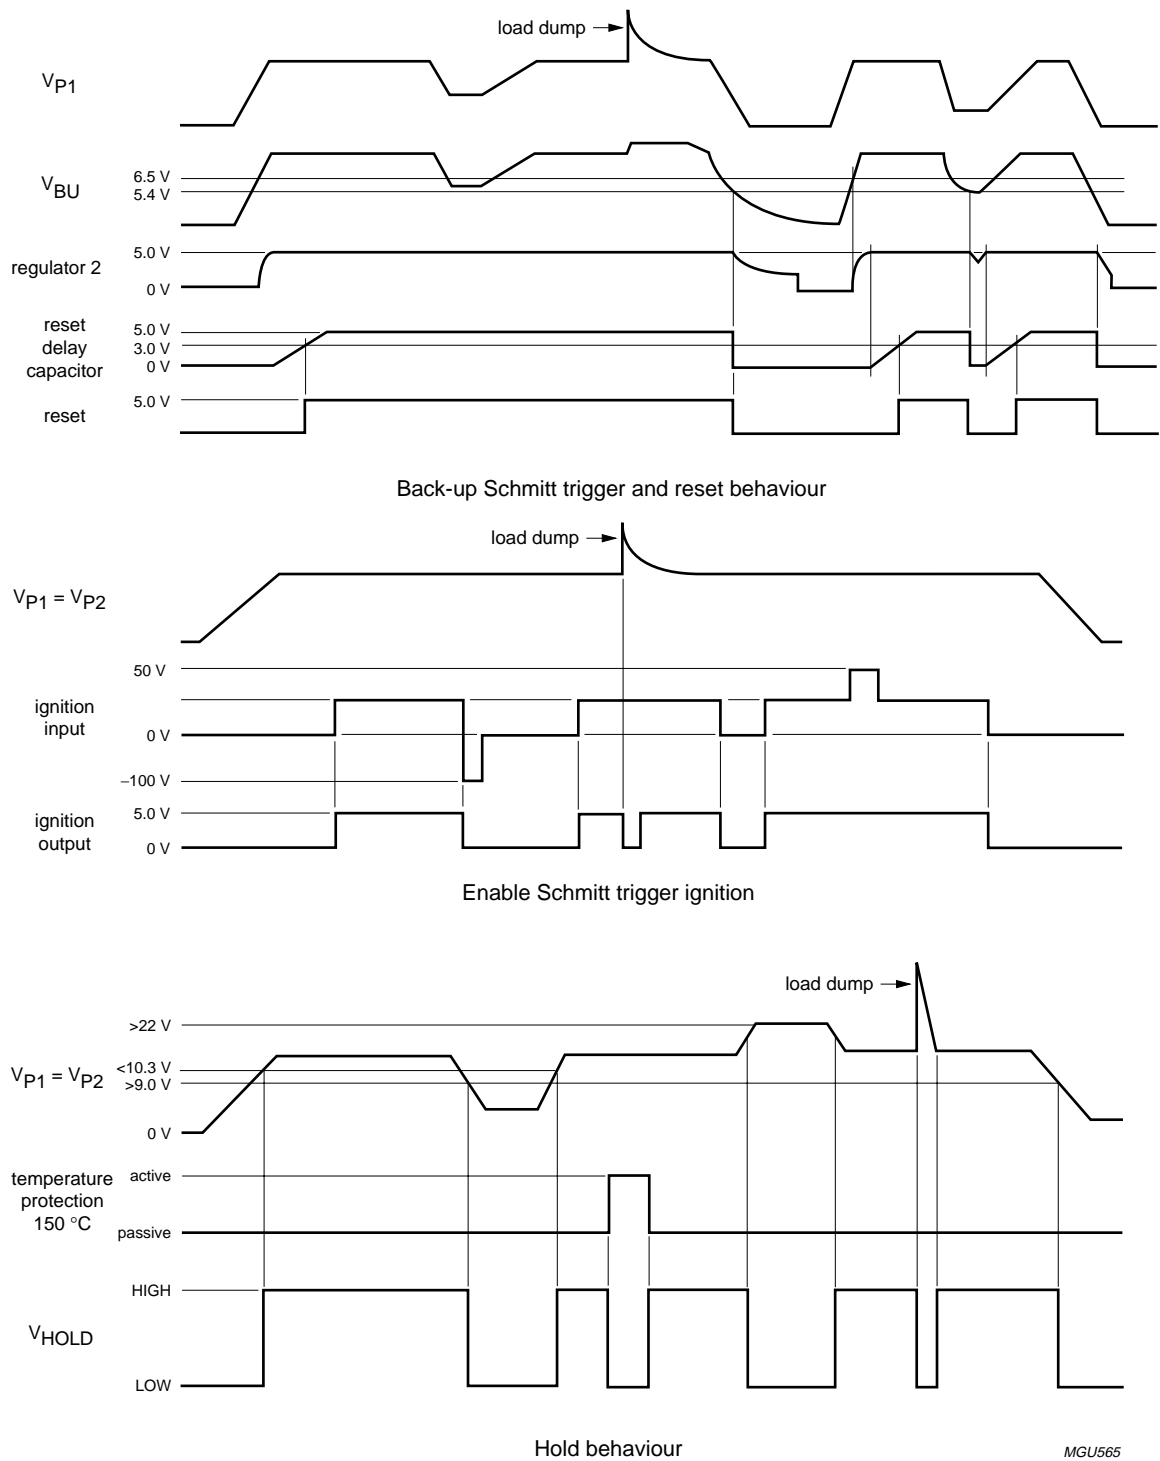 load dump
VP1
VBU
6.5 V
5.4 V
regulator 2
5.0 V
0 V
reset
delay
capacitor
5.0 V
3.0 V
0 V
reset
5.0 V
Back-up Schmitt trigger and reset behaviour
load dump
VP1 = VP2
50 V
ignition
input
0 V
−100 V
ignition
output
5.0 V
0 V
Enable Schmitt trigger ignition
load dump
>22 V
VP1 = VP2
<10.3 V
>9.0 V
0 V
temperature
protection
150 °C
active
passive
HIGH
VHOLD
LOW
Hold behaviour
MGU565